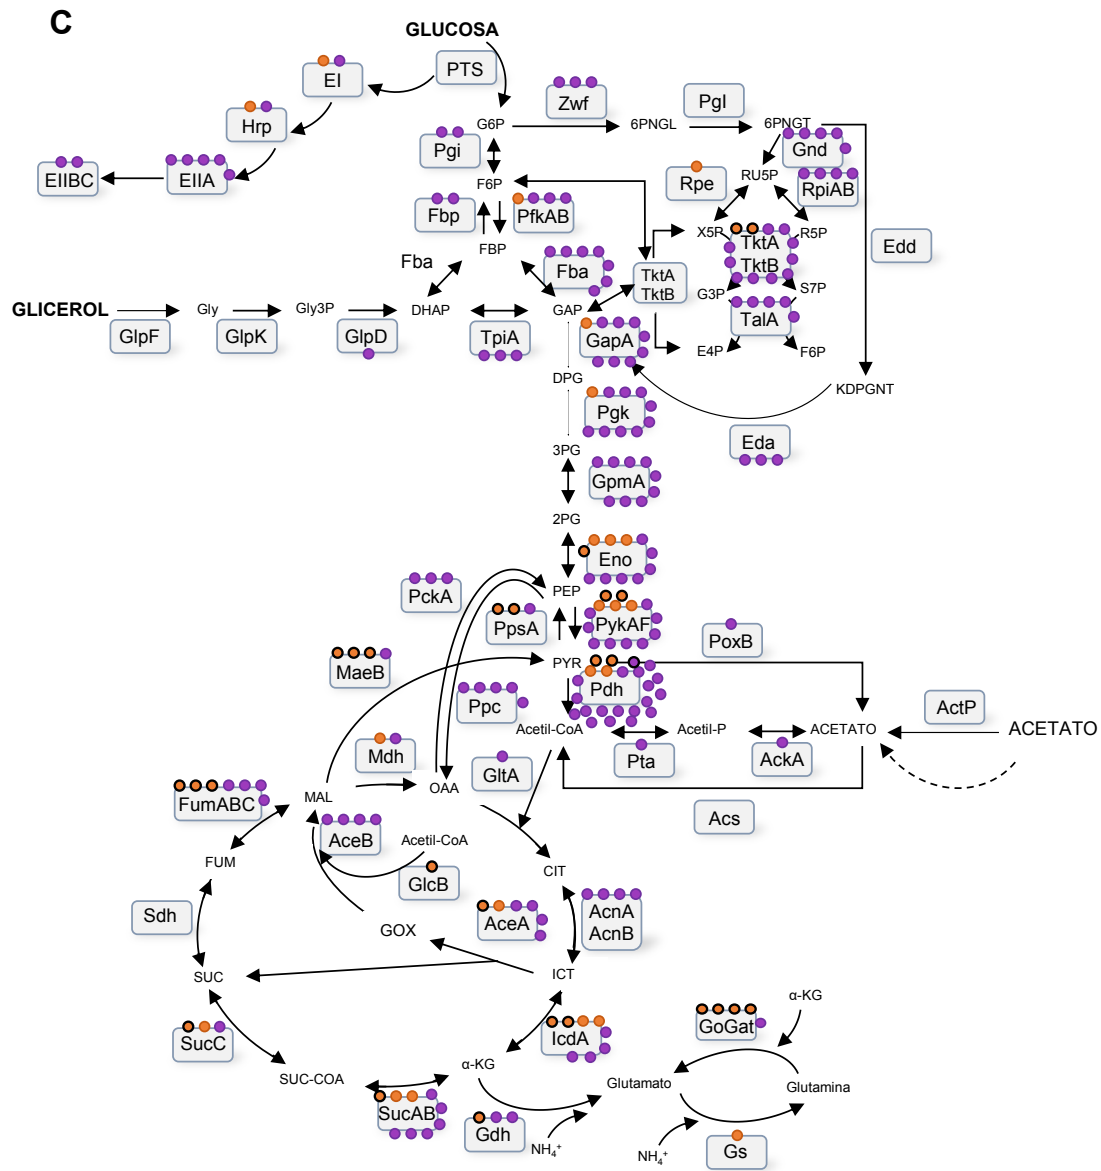 C
GLUCOSA
PTS
EI
Hrp
EIIA
EIIBC
G6P
Zwf
6PNGL
Pgl
6PNGT
Gnd
Pgi
Rpe
RU5P
RpiAB
F6P
Fbp
PfkAB
X5P
TktA
TktB
R5P
Edd
FBP
Fba
Fba
TktA
TktB
G3P
S7P
GLICEROL
Gly
Gly3P
DHAP
GAP
TalA
GlpF
GlpK
GlpD
TpiA
GapA
E4P
F6P
DPG
KDPGNT
Pgk
Eda
3PG
GpmA
2PG
Eno
PEP
PckA
PpsA
PykAF
PoxB
MaeB
PYR
Pdh
Ppc
ActP
Acetil-CoA
Acetil-P
ACETATO
ACETATO
Mdh
GltA
Pta
AckA
OAA
MAL
FumABC
Acs
AceB
Acetil-CoA
FUM
GlcB
CIT
Sdh
AceA
AcnA
AcnB
GOX
SUC
ICT
α-KG
GoGat
SucC
IcdA
α-KG
SUC-COA
Glutamato
Glutamina
SucAB
Gdh
NH₄⁺
NH₄⁺
Gs